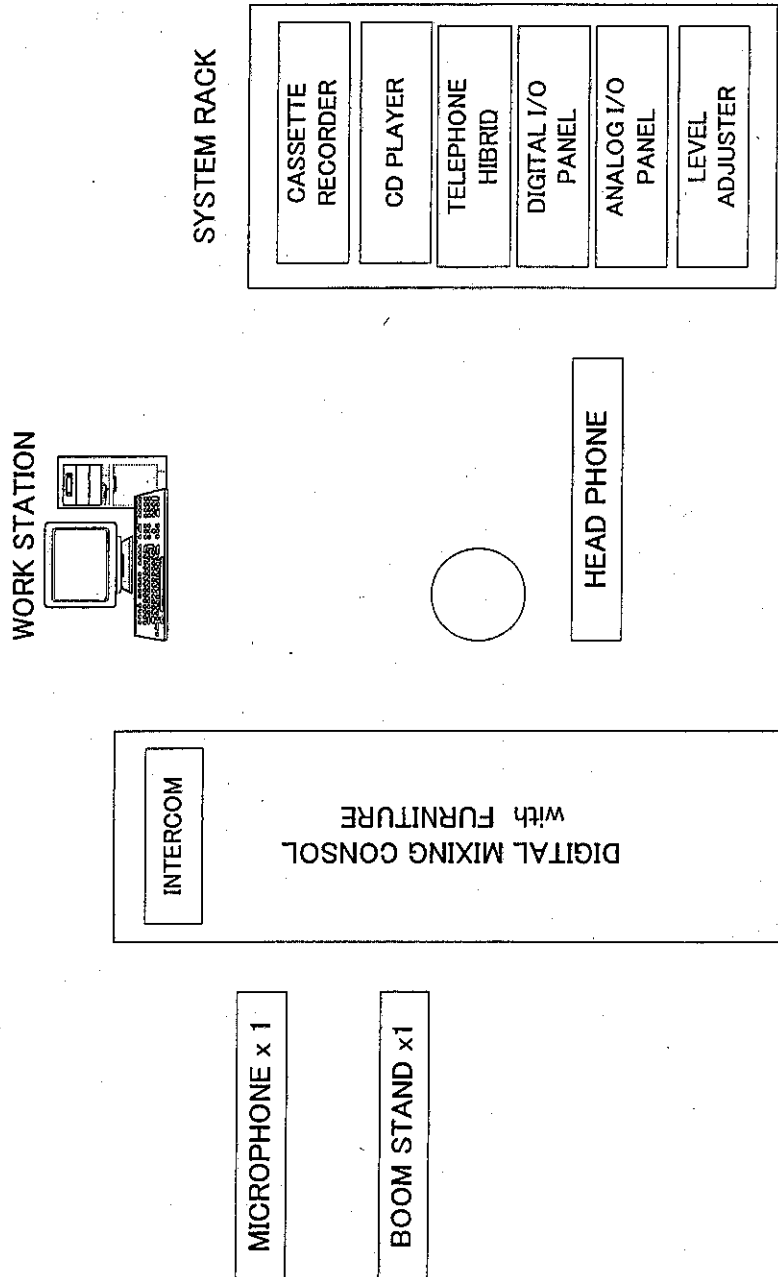 SYSTEM RACK
CASSETTE
RECORDER
CD PLAYER
TELEPHONE
HIBRID
DIGITAL I/O
PANEL
ANALOG I/O
PANEL
LEVEL
ADJUSTER
WORK STATION
HEAD PHONE
INTERCOM
DIGITAL MIXING CONSOL
with FURNITURE
MICROPHONE x 1
BOOM STAND x1